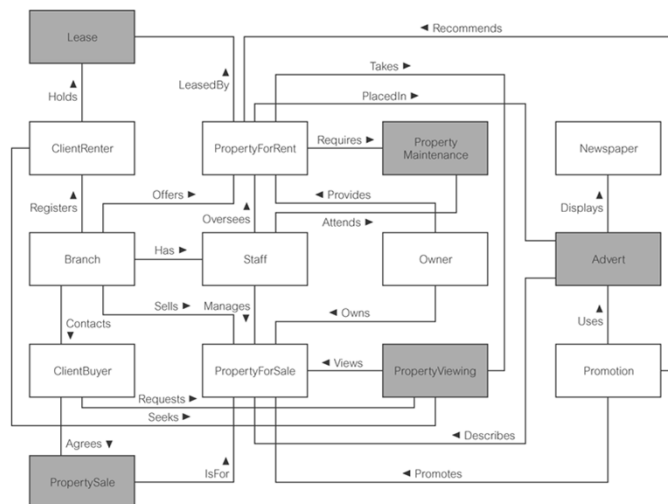 Lease
◄ Recommends
Takes ►
LeasedBy
▲
▲
Holds
PlacedIn ►
ClientRenter
PropertyForRent
Requires ►
Property
Maintenance
Newspaper
▲
Registers
Offers ►
▲
Oversees
◄ Provides
Attends ►
▲
Displays
Branch
Has ►
Staff
Owner
Advert
Contacts
▼
Sells ►
Manages
▼
◄ Owns
▲
Uses
ClientBuyer
PropertyForSale
◄ Views
PropertyViewing
Promotion
Requests ►
Seeks ►
Agrees ▼
◄ Describes
▲
IsFor
PropertySale
◄ Promotes